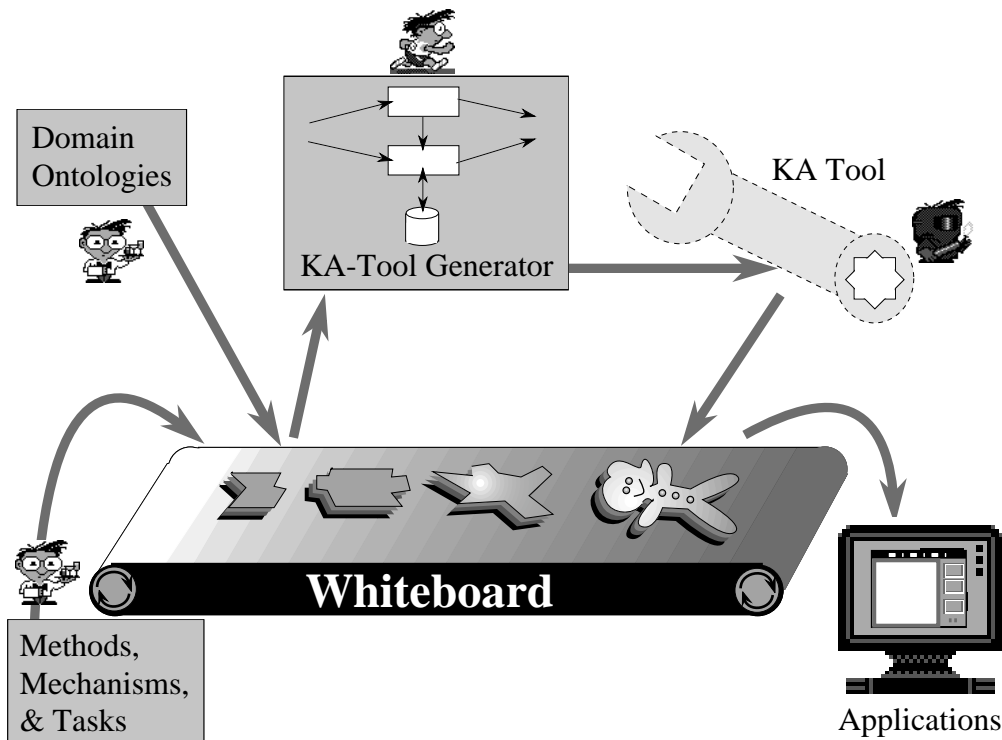 Domain
Ontologies
KA-Tool Generator
KA Tool
Whiteboard
Methods,
Mechanisms,
& Tasks
Applications